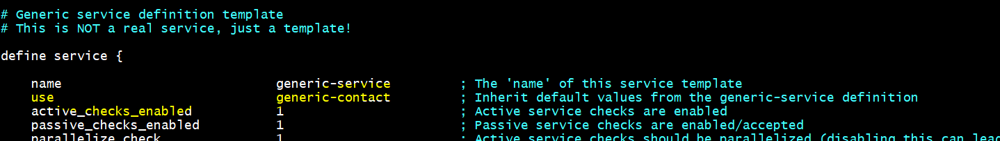 # Generic service definition template
# This is NOT a real service, just a template!
define service {
name generic-service ; The 'name' of this service template
use generic-contact ; Inherit default values from the generic-service definition
active_checks_enabled 1 ; Active service checks are enabled
passive_checks_enabled 1 ; Passive service checks are enabled/accepted
parallelize_check 1 ; Active service checks should be parallelized (disabling this can lead